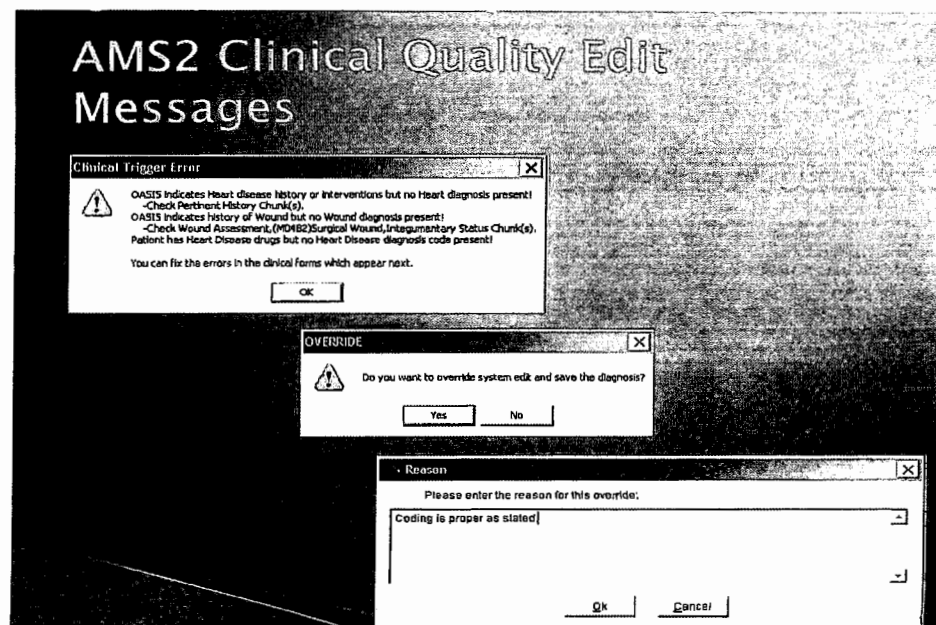 AMS2 Clinical Quality Edit
Messages
Clinical Trigger Error
OASIS indicates Heart disease history or interventions but no Heart diagnosis present!
-Check Pertinent History Chunk(s).
OASIS indicates history of Wound but no Wound diagnosis present!
-Check Wound Assessment,(M0482)Surgical Wound,Integumentary Status Chunk(s).
Patient has Heart Disease drugs but no Heart Disease diagnosis code present!
You can fix the errors in the clinical forms which appear next.
OK
OVERRIDE
Do you want to override system edit and save the diagnosis?
Yes No
Reason
Please enter the reason for this override:
Coding is proper as stated
Ok Cancel